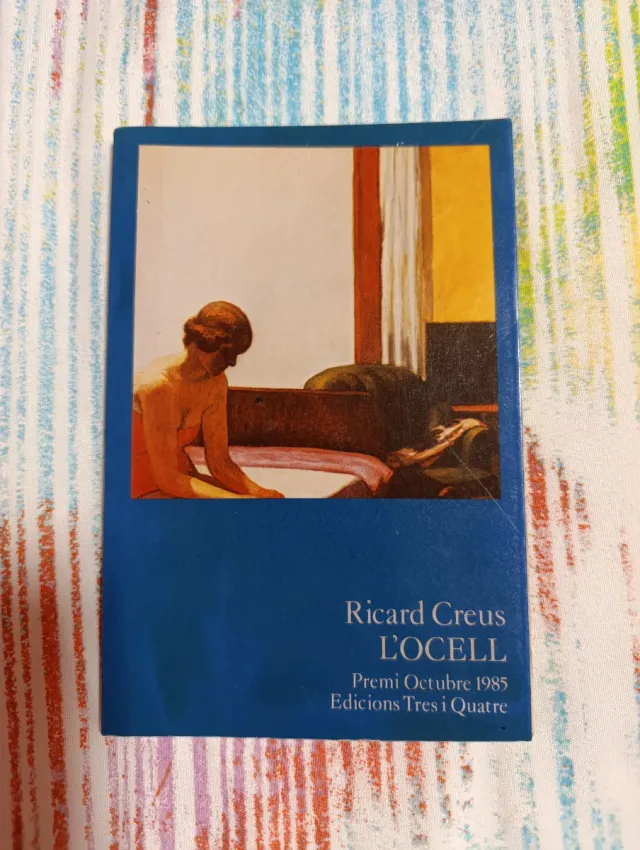 Ricard Creus
L'OCELL
Premi Octubre 1985
Edicions Tres i Quatre